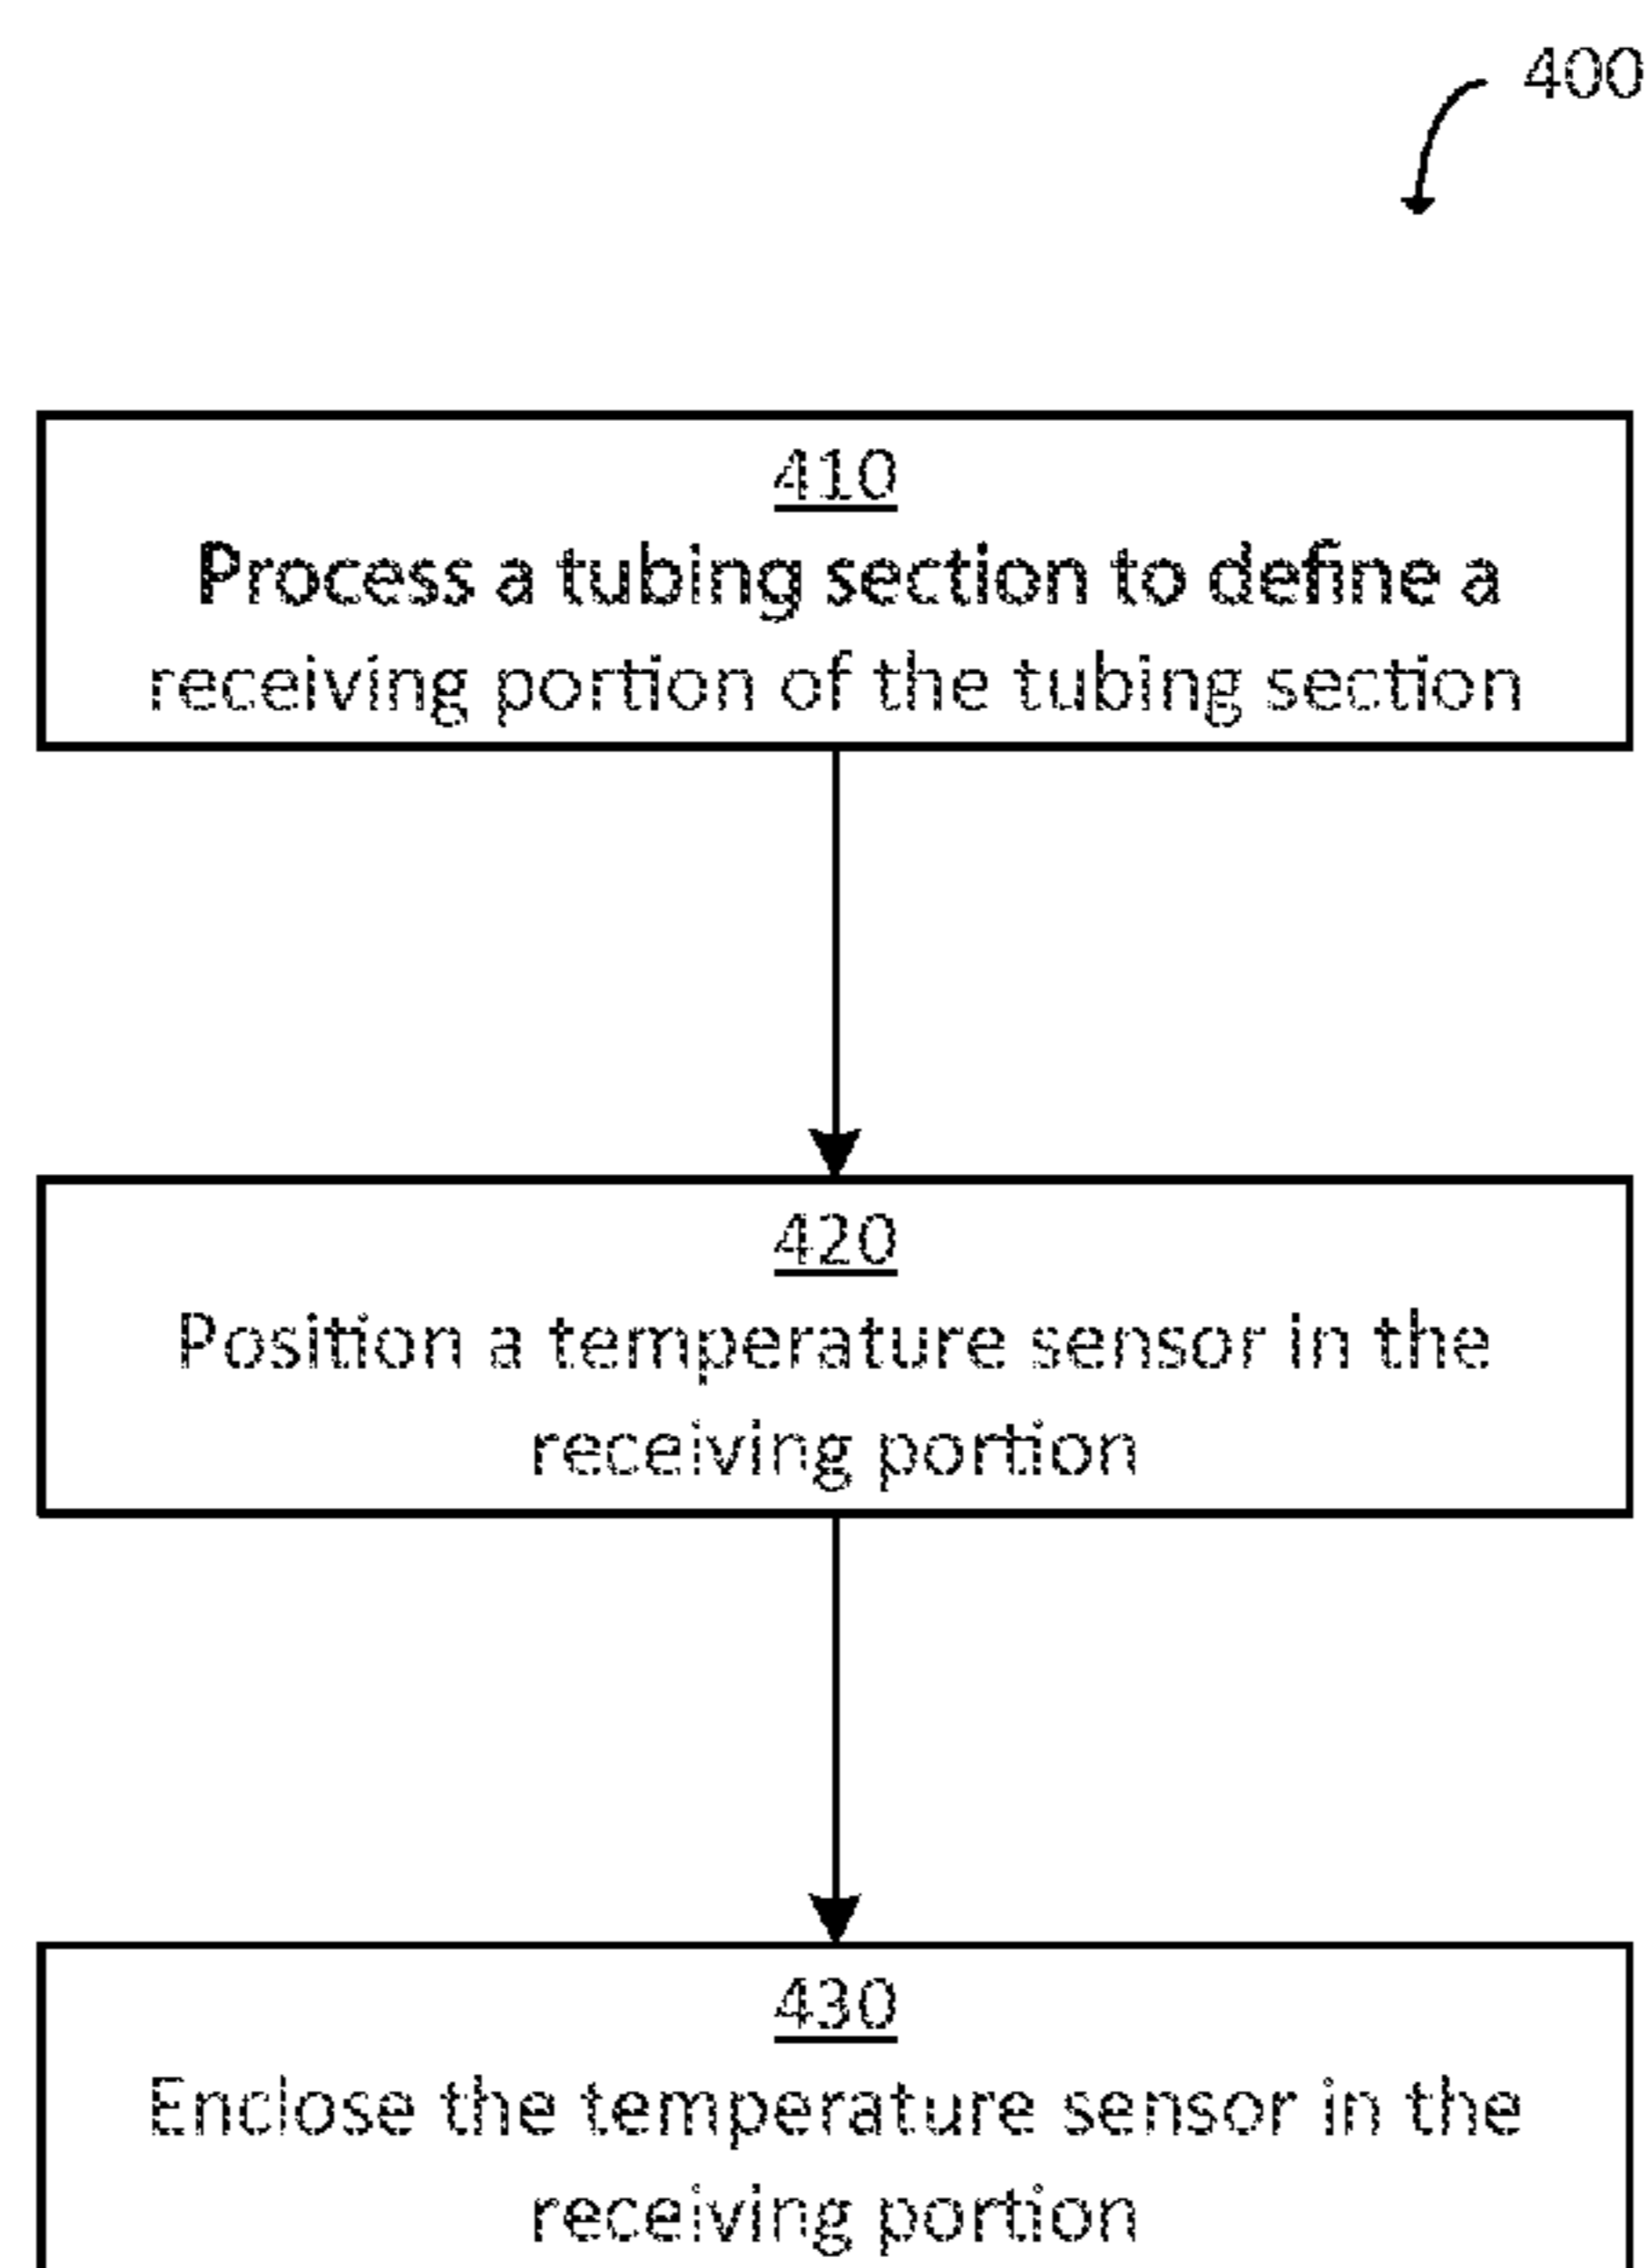 400
410
Process a tubing section to define a
receiving portion of the tubing section
420
Position a temperature sensor in the
receiving portion
430
Enclose the temperature sensor in the
receiving portion